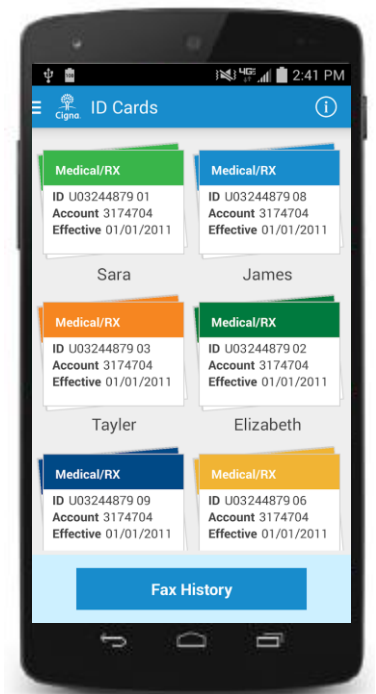 4GE 2:41 PM
Cigna. ID Cards
Medical/RX
ID U03244879 01
Account 3174704
Effective 01/01/2011
Sara
Medical/RX
ID U03244879 08
Account 3174704
Effective 01/01/2011
James
Medical/RX
ID U03244879 03
Account 3174704
Effective 01/01/2011
Tayler
Medical/RX
ID U03244879 02
Account 3174704
Effective 01/01/2011
Elizabeth
Medical/RX
ID U03244879 09
Account 3174704
Effective 01/01/2011
Medical/RX
ID U03244879 06
Account 3174704
Effective 01/01/2011
Fax History